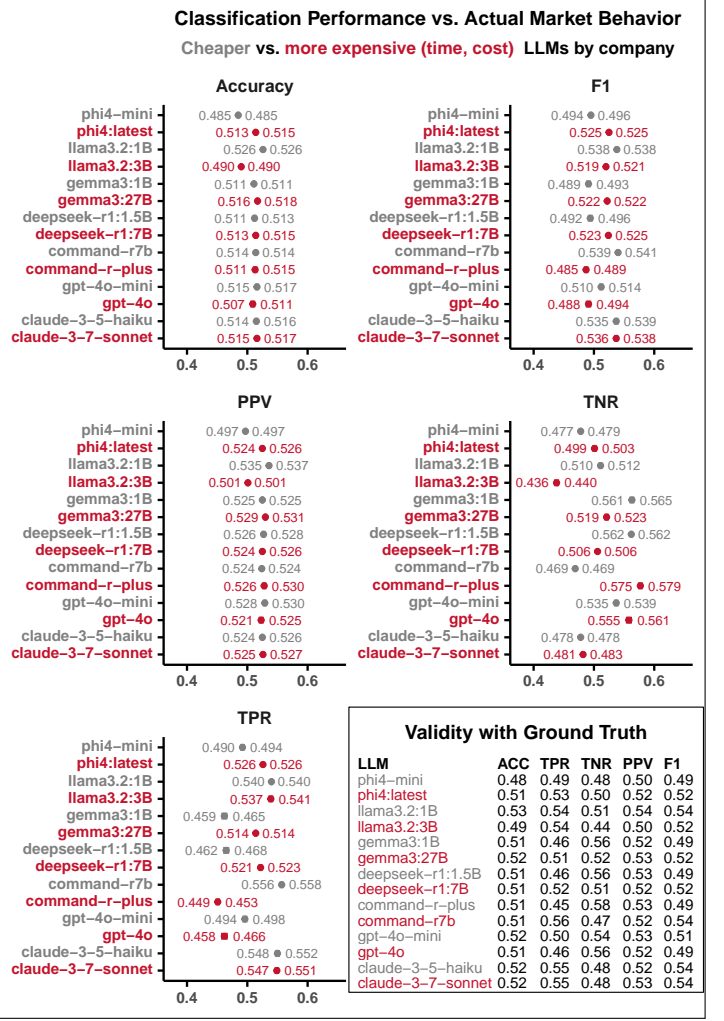 Classification Performance vs. Actual Market Behavior
Cheaper vs. more expensive (time, cost) LLMs by company
Accuracy
phi4−mini 0.485 0.485
phi4:latest 0.513 0.515
llama3.2:1B 0.526 0.526
llama3.2:3B 0.490 0.490
gemma3:1B 0.511 0.511
gemma3:27B 0.516 0.518
deepseek−r1:1.5B 0.511 0.513
deepseek−r1:7B 0.513 0.515
command−r7b 0.514 0.514
command−r−plus 0.511 0.515
gpt−4o−mini 0.515 0.517
gpt−4o 0.507 0.511
claude−3−5−haiku 0.514 0.516
claude−3−7−sonnet 0.515 0.517
0.4 0.5 0.6
F1
phi4−mini 0.494 0.496
phi4:latest 0.525 0.525
llama3.2:1B 0.538 0.538
llama3.2:3B 0.519 0.521
gemma3:1B 0.489 0.493
gemma3:27B 0.522 0.522
deepseek−r1:1.5B 0.492 0.496
deepseek−r1:7B 0.523 0.525
command−r7b 0.539 0.541
command−r−plus 0.485 0.489
gpt−4o−mini 0.510 0.514
gpt−4o 0.488 0.494
claude−3−5−haiku 0.535 0.539
claude−3−7−sonnet 0.536 0.538
0.4 0.5 0.6
PPV
phi4−mini 0.497 0.497
phi4:latest 0.524 0.526
llama3.2:1B 0.535 0.537
llama3.2:3B 0.501 0.501
gemma3:1B 0.525 0.525
gemma3:27B 0.529 0.531
deepseek−r1:1.5B 0.526 0.528
deepseek−r1:7B 0.524 0.526
command−r7b 0.524 0.524
command−r−plus 0.526 0.530
gpt−4o−mini 0.528 0.530
gpt−4o 0.521 0.525
claude−3−5−haiku 0.524 0.526
claude−3−7−sonnet 0.525 0.527
0.4 0.5 0.6
TNR
phi4−mini 0.477 0.479
phi4:latest 0.499 0.503
llama3.2:1B 0.510 0.512
llama3.2:3B 0.436 0.440
gemma3:1B 0.561 0.565
gemma3:27B 0.519 0.523
deepseek−r1:1.5B 0.562 0.562
deepseek−r1:7B 0.506 0.506
command−r7b 0.469 0.469
command−r−plus 0.575 0.579
gpt−4o−mini 0.535 0.539
gpt−4o 0.555 0.561
claude−3−5−haiku 0.478 0.478
claude−3−7−sonnet 0.481 0.483
0.4 0.5 0.6
TPR
phi4−mini 0.490 0.494
phi4:latest 0.526 0.526
llama3.2:1B 0.540 0.540
llama3.2:3B 0.537 0.541
gemma3:1B 0.459 0.465
gemma3:27B 0.514 0.514
deepseek−r1:1.5B 0.462 0.468
deepseek−r1:7B 0.521 0.523
command−r7b 0.556 0.558
command−r−plus 0.449 0.453
gpt−4o−mini 0.494 0.498
gpt−4o 0.458 0.466
claude−3−5−haiku 0.548 0.552
claude−3−7−sonnet 0.547 0.551
0.4 0.5 0.6
Validity with Ground Truth
LLM ACC TPR TNR PPV F1
phi4−mini 0.48 0.49 0.48 0.50 0.49
phi4:latest 0.51 0.53 0.50 0.52 0.52
llama3.2:1B 0.53 0.54 0.51 0.54 0.54
llama3.2:3B 0.49 0.54 0.44 0.50 0.52
gemma3:1B 0.51 0.46 0.56 0.52 0.49
gemma3:27B 0.52 0.51 0.52 0.53 0.52
deepseek−r1:1.5B 0.51 0.46 0.56 0.53 0.49
deepseek−r1:7B 0.51 0.52 0.51 0.52 0.52
command−r−plus 0.51 0.45 0.58 0.53 0.49
command−r7b 0.51 0.56 0.47 0.52 0.54
gpt−4o−mini 0.52 0.50 0.54 0.53 0.51
gpt−4o 0.51 0.46 0.56 0.52 0.49
claude−3−5−haiku 0.52 0.55 0.48 0.52 0.54
claude−3−7−sonnet 0.52 0.55 0.48 0.53 0.54